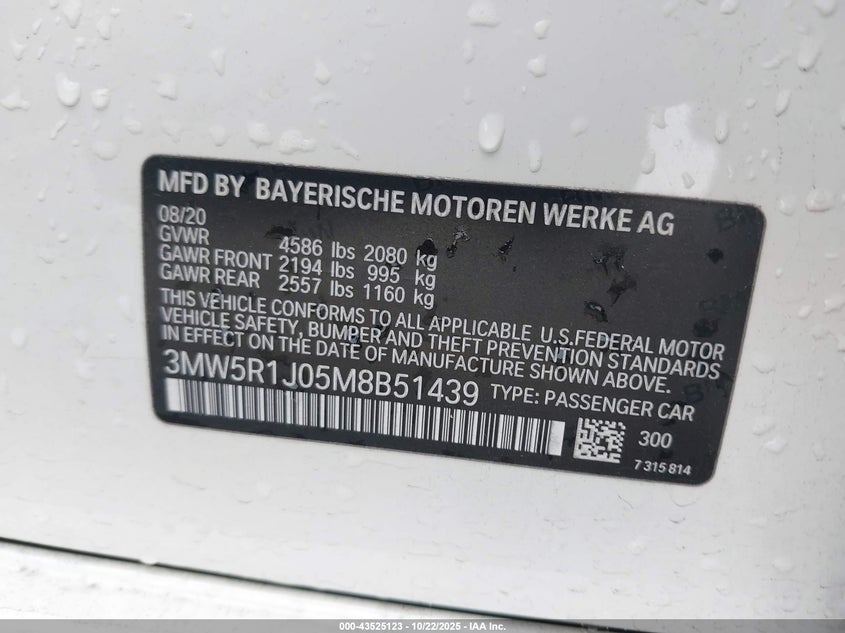 MFD BY BAYERISCHE MOTOREN WERKE AG
08/20
GVWR 4586 lbs 2080 kg
GAWR FRONT 2194 lbs 995 kg
GAWR REAR 2557 lbs 1160 kg
THIS VEHICLE CONFORMS TO ALL APPLICABLE U.S.FEDERAL MOTOR
VEHICLE SAFETY, BUMPER AND THEFT PREVENTION STANDARDS
IN EFFECT ON THE DATE OF MANUFACTURE SHOWN ABOVE.
3MW5R1J05M8B51439 TYPE: PASSENGER CAR
300
7315814
000-43525123 - 10/22/2025 - IAA Inc.